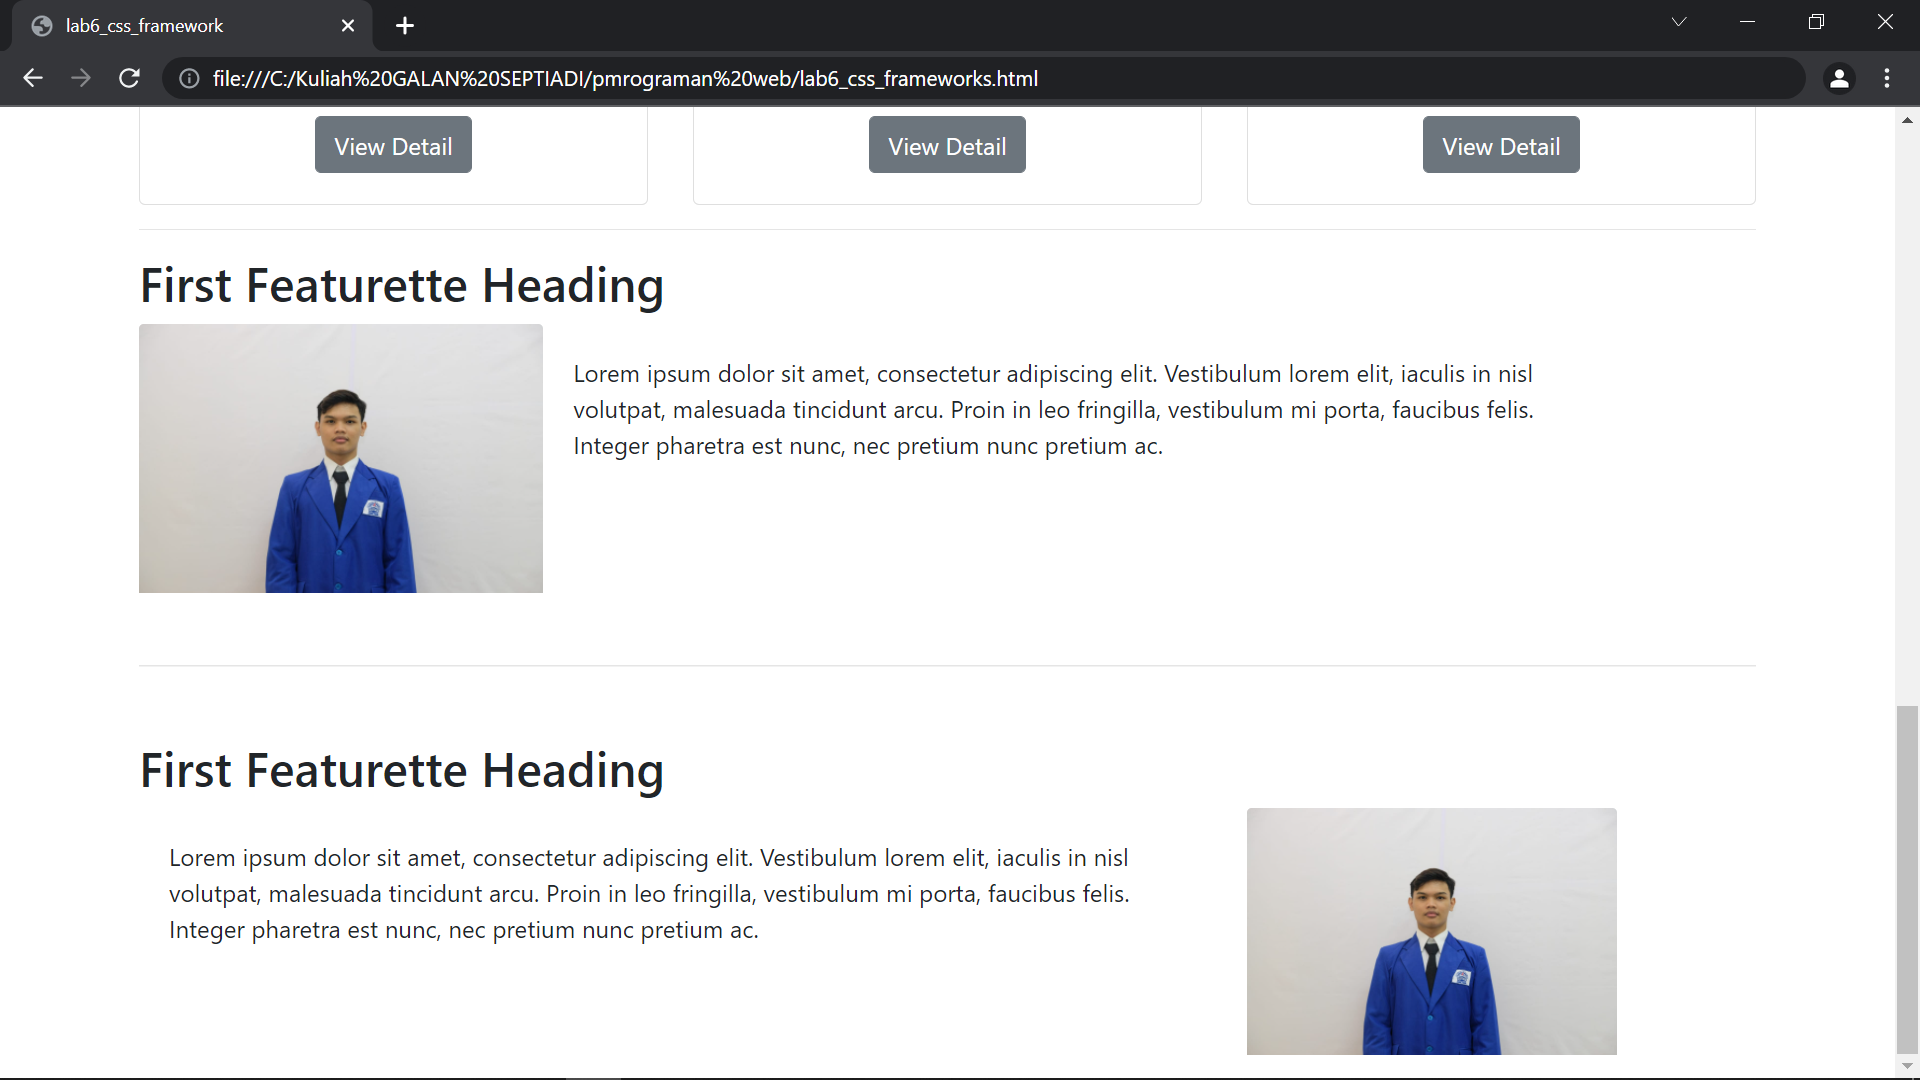 lab6_css_framework
file:///C:/Kuliah%20GALAN%20SEPTIADI/pmrograman%20web/lab6_css_frameworks.html
View Detail View Detail View Detail
First Featurette Heading
Lorem ipsum dolor sit amet, consectetur adipiscing elit. Vestibulum lorem elit, iaculis in nisl
volutpat, malesuada tincidunt arcu. Proin in leo fringilla, vestibulum mi porta, faucibus felis.
Integer pharetra est nunc, nec pretium nunc pretium ac.
First Featurette Heading
Lorem ipsum dolor sit amet, consectetur adipiscing elit. Vestibulum lorem elit, iaculis in nisl
volutpat, malesuada tincidunt arcu. Proin in leo fringilla, vestibulum mi porta, faucibus felis.
Integer pharetra est nunc, nec pretium nunc pretium ac.